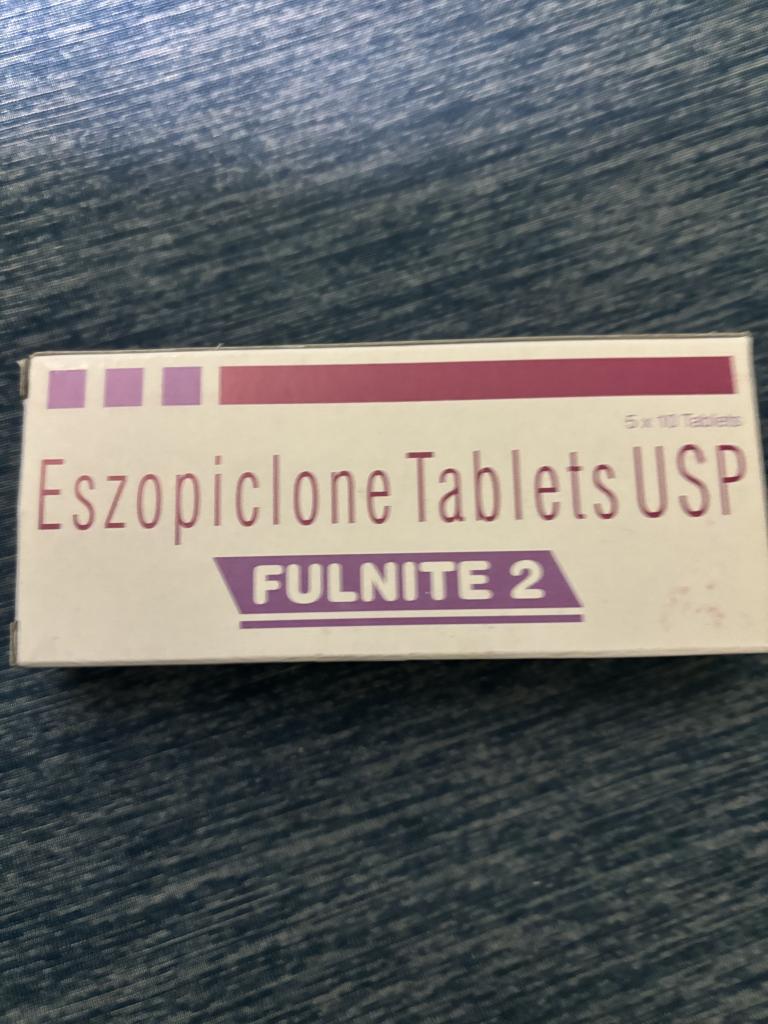 5 x 10 Tablets
Eszopiclone Tablets USP
FULNITE 2